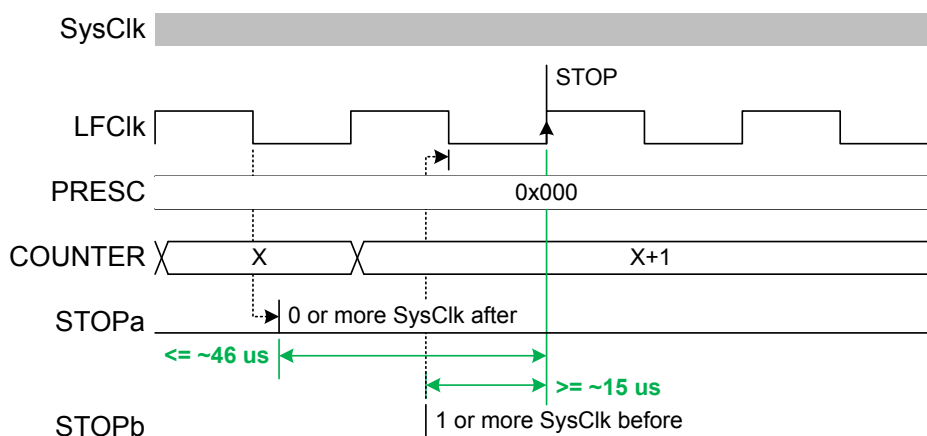 SysClk
STOP
LFClk
PRESC
0x000
COUNTER
X
X+1
STOPa
0 or more SysClk after
<= ~46 us
>= ~15 us
STOPb
1 or more SysClk before